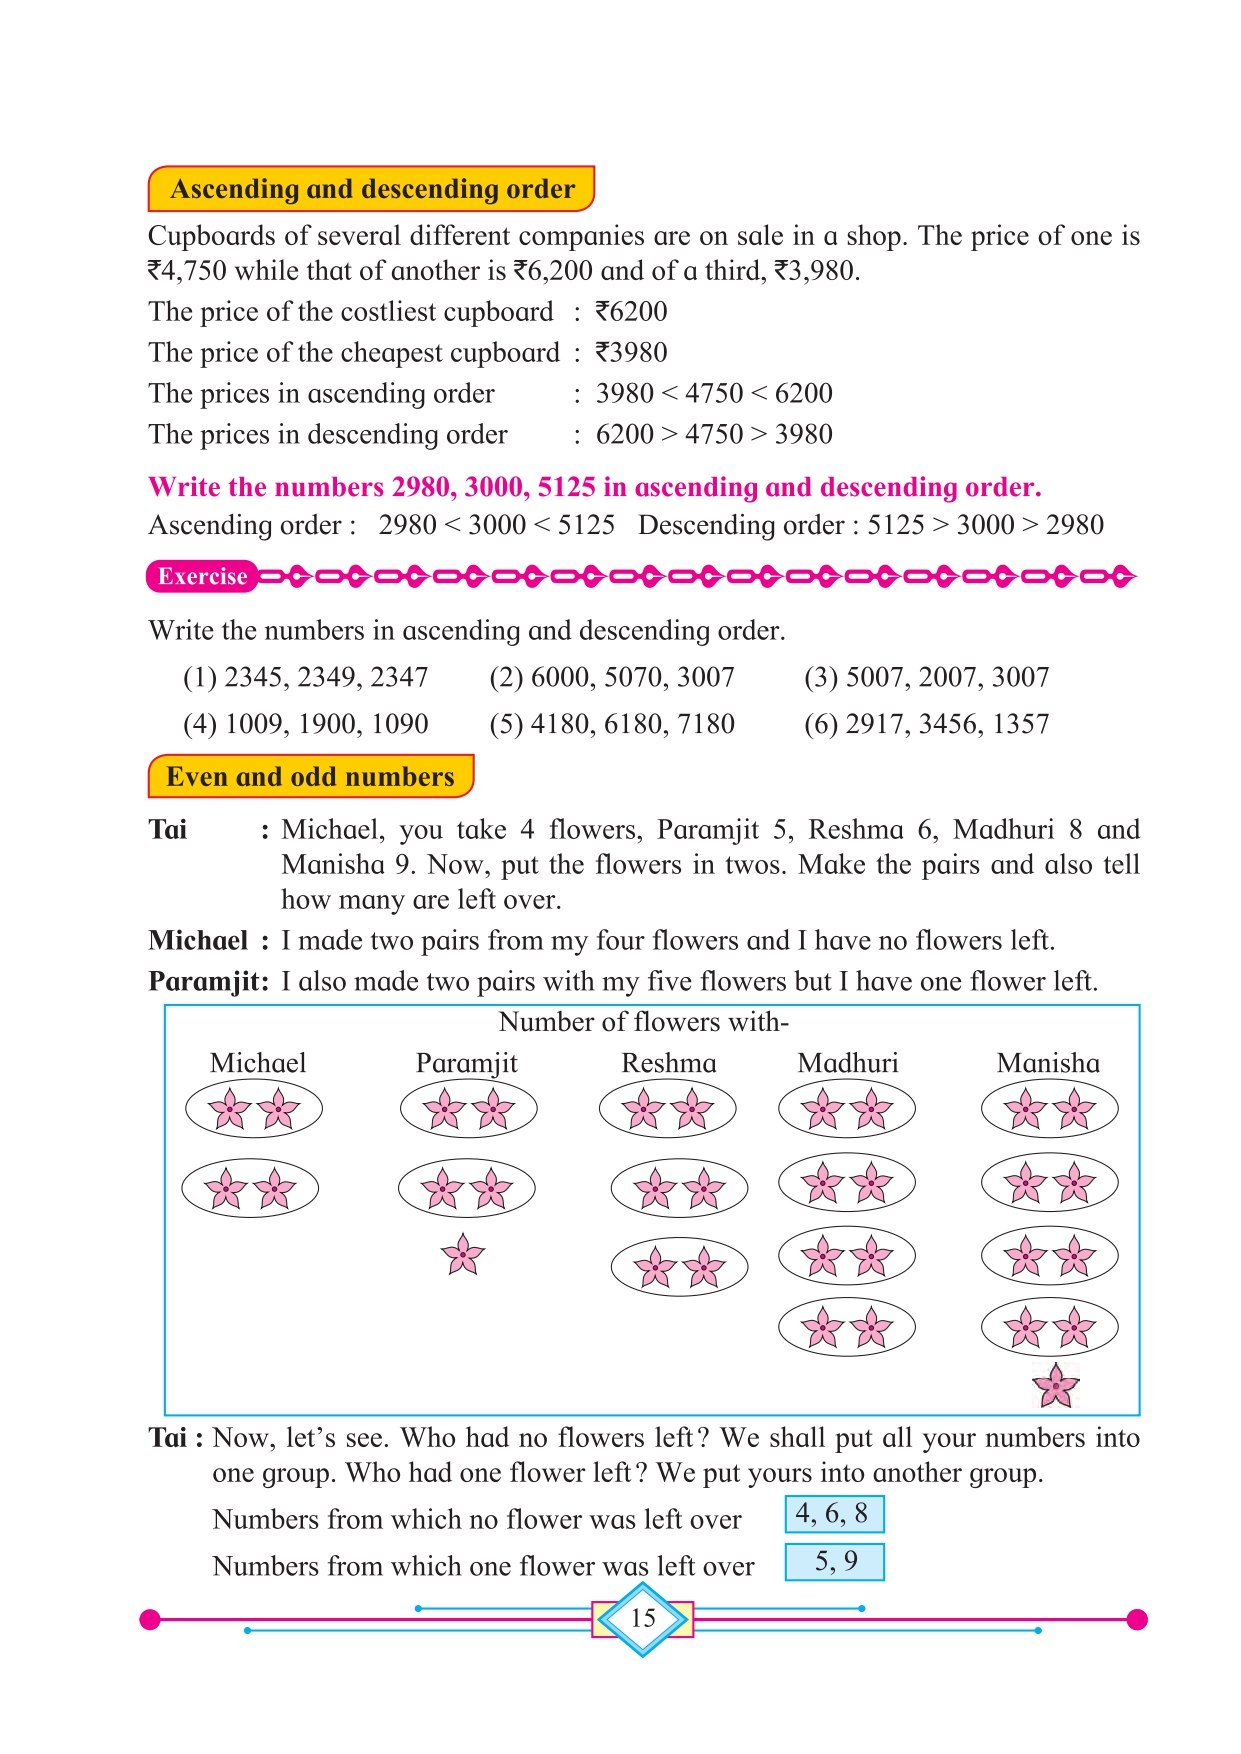 Ascending and descending order
Cupboards of several different companies are on sale in a shop. The price of one is
₹4,750 while that of another is ₹6,200 and of a third, ₹3,980.
The price of the costliest cupboard : ₹6200
The price of the cheapest cupboard : ₹3980
The prices in ascending order : 3980 < 4750 < 6200
The prices in descending order : 6200 > 4750 > 3980
Write the numbers 2980, 3000, 5125 in ascending and descending order.
Ascending order : 2980 < 3000 < 5125 Descending order : 5125 > 3000 > 2980
Exercise
Write the numbers in ascending and descending order.
(1) 2345, 2349, 2347 (2) 6000, 5070, 3007 (3) 5007, 2007, 3007
(4) 1009, 1900, 1090 (5) 4180, 6180, 7180 (6) 2917, 3456, 1357
Even and odd numbers
Tai : Michael, you take 4 flowers, Paramjit 5, Reshma 6, Madhuri 8 and
Manisha 9. Now, put the flowers in twos. Make the pairs and also tell
how many are left over.
Michael : I made two pairs from my four flowers and I have no flowers left.
Paramjit: I also made two pairs with my five flowers but I have one flower left.
Number of flowers with-
Michael Paramjit Reshma Madhuri Manisha
Tai : Now, let's see. Who had no flowers left? We shall put all your numbers into
one group. Who had one flower left? We put yours into another group.
Numbers from which no flower was left over 4, 6, 8
Numbers from which one flower was left over 5, 9
15